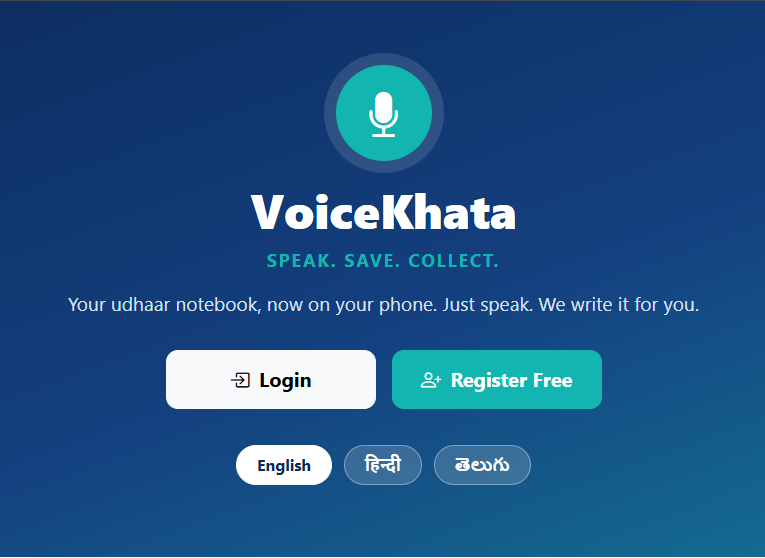 VoiceKhata
SPEAK. SAVE. COLLECT.
Your udhaar notebook, now on your phone. Just speak. We write it for you.
Login Register Free
English हिन्दी తెలుగు